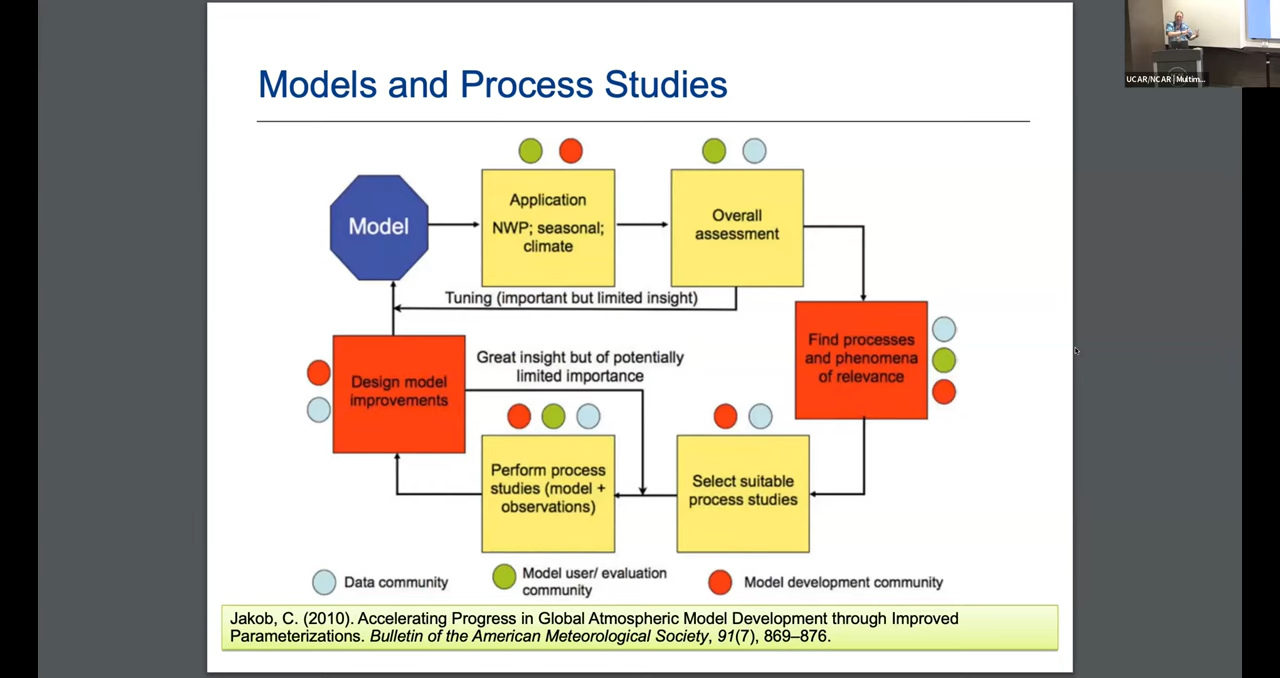 Models and Process Studies
Model
Application
NWP; seasonal;
climate
Overall
assessment
Tuning (important but limited insight)
Find processes
and phenomena
of relevance
Design model
improvements
Great insight but of potentially
limited importance
Perform process
studies (model +
observations)
Select suitable
process studies
Data community
Model user/ evaluation
community
Model development community
Jakob, C. (2010). Accelerating Progress in Global Atmospheric Model Development through Improved
Parameterizations. Bulletin of the American Meteorological Society, 91(7), 869–876.
UCAR/NCAR | Multim...